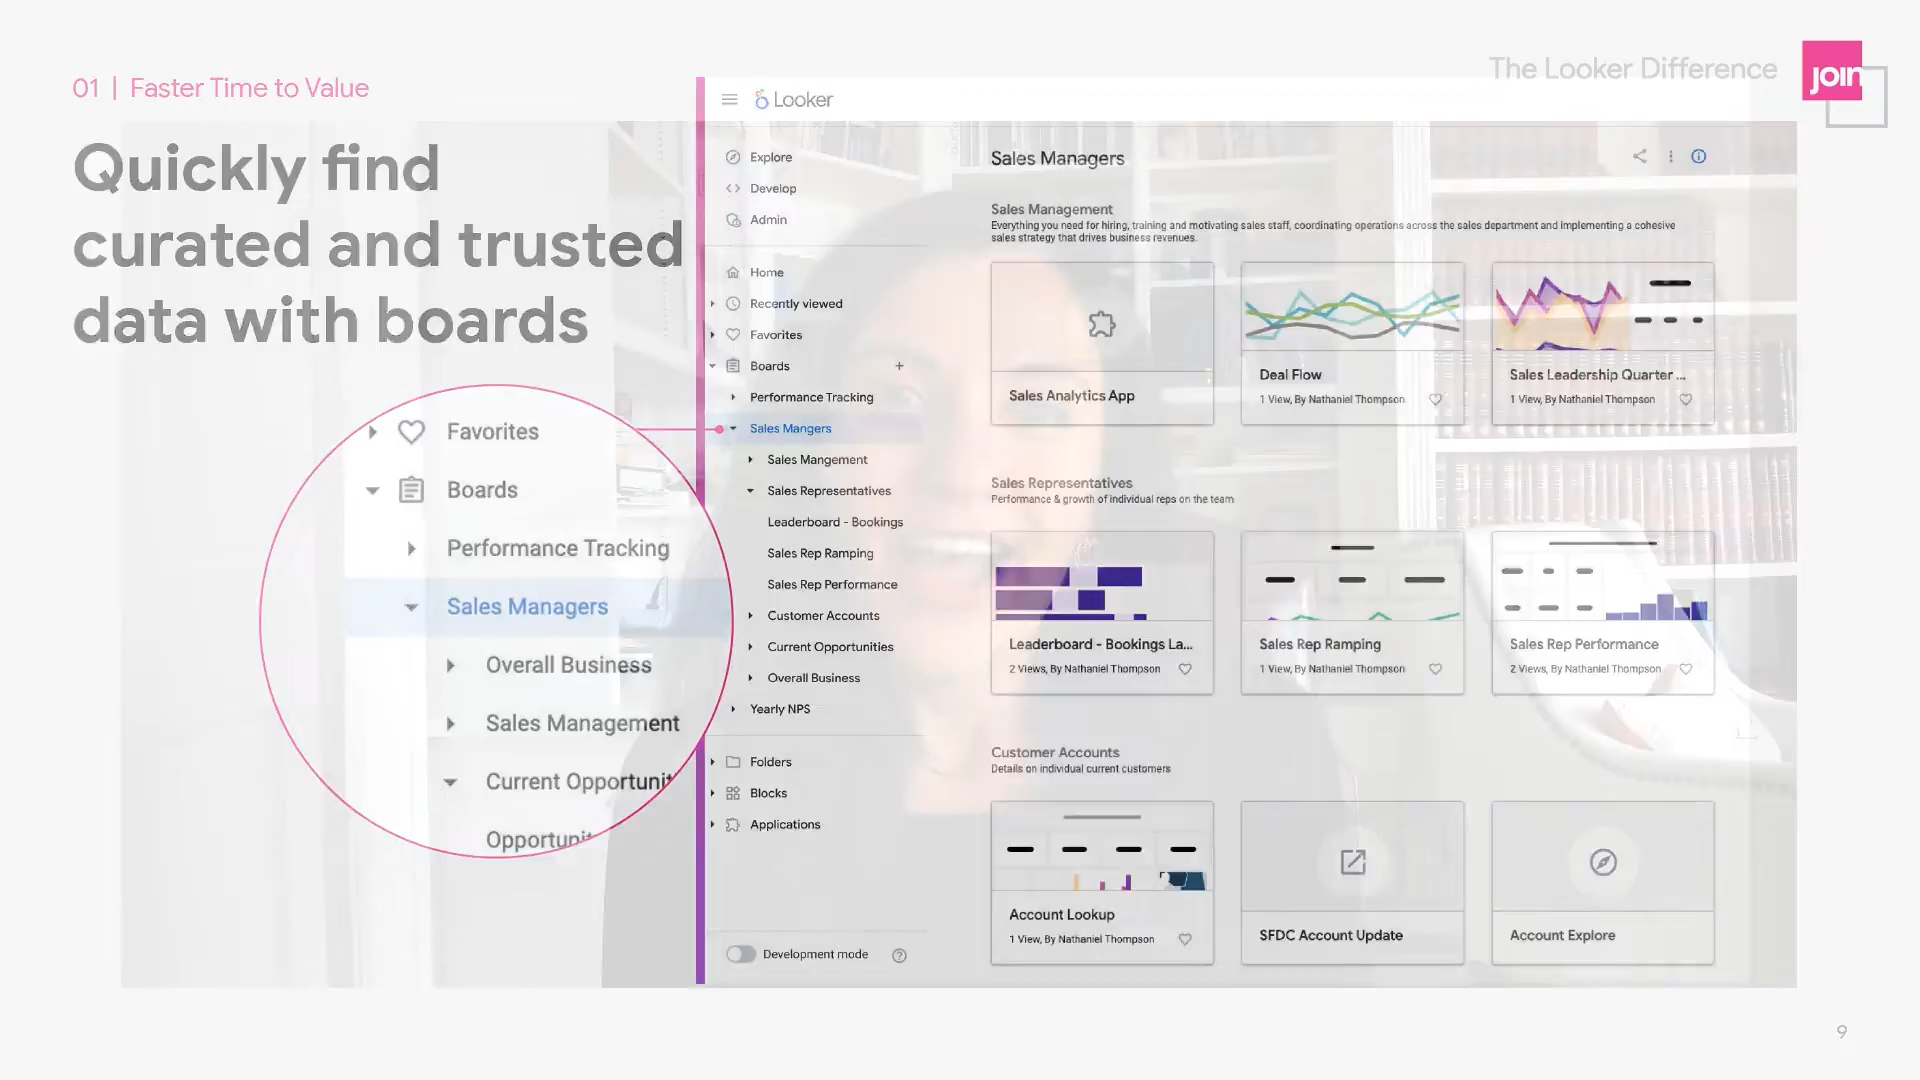 The Looker Difference
join
01 | Faster Time to Value
Quickly find
curated and trusted
data with boards
Favorites
Boards
Performance Tracking
Sales Managers
Overall Business
Sales Management
Current Opportunit
Opportunit
Looker
Explore
Develop
Admin
Home
Recently viewed
Favorites
Boards +
Performance Tracking
Sales Mangers
Sales Mangement
Sales Representatives
Leaderboard - Bookings
Sales Rep Ramping
Sales Rep Performance
Customer Accounts
Current Opportunities
Overall Business
Yearly NPS
Folders
Blocks
Applications
Development mode
Sales Managers
Sales Management
Everything you need for hiring, training and motivating sales staff, coordinating operations across the sales department and implementing a cohesive
sales strategy that drives business revenues.
Sales Analytics App
Deal Flow
1 View, By Nathaniel Thompson
Sales Leadership Quarter ...
1 View, By Nathaniel Thompson
Sales Representatives
Performance & growth of individual reps on the team
Leaderboard - Bookings La...
2 Views, By Nathaniel Thompson
Sales Rep Ramping
1 View, By Nathaniel Thompson
Sales Rep Performance
2 Views, By Nathaniel Thompson
Customer Accounts
Details on individual current customers
Account Lookup
1 View, By Nathaniel Thompson
SFDC Account Update
Account Explore
9